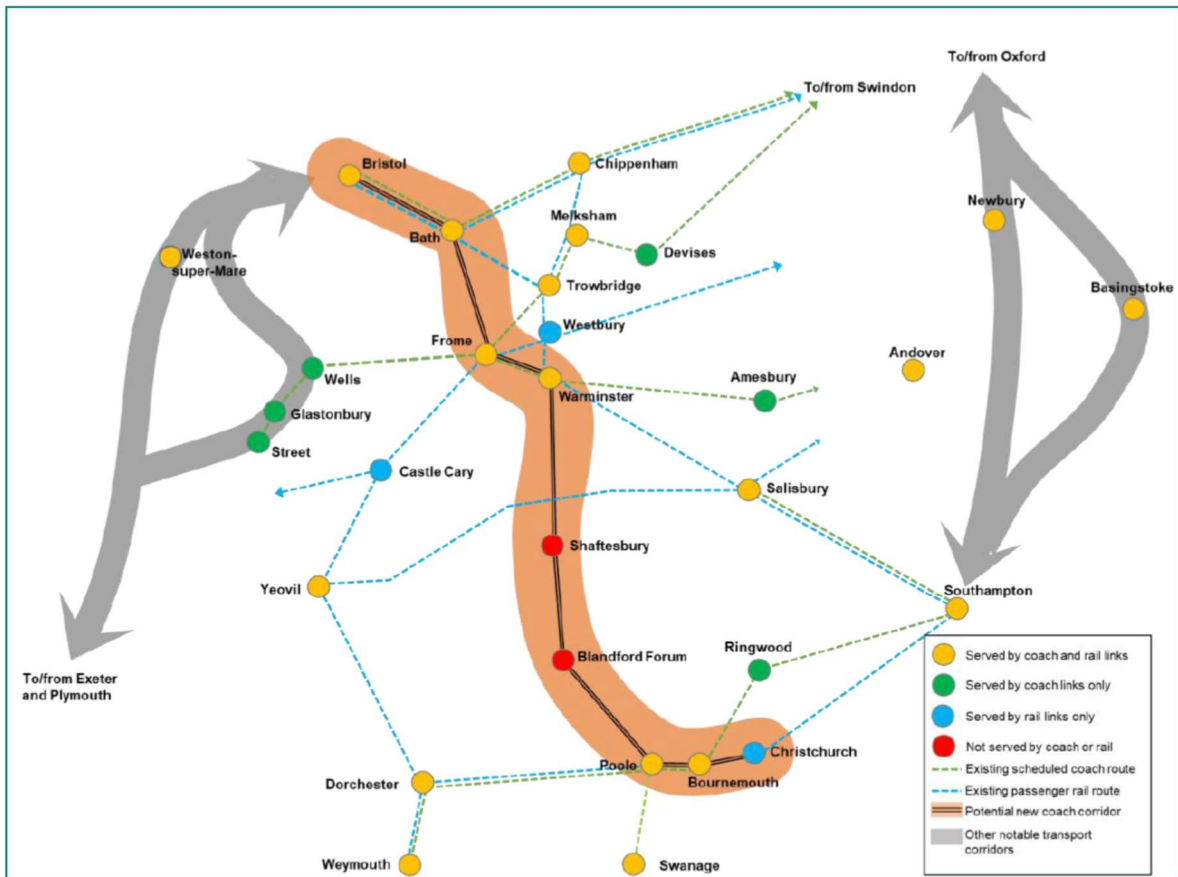 To/from Oxford
To/from Swindon
Bristol
Chippenham
Newbury
Melksham
Bath
Devises
Weston-
super-Mare
Trowbridge
Basingstoke
Westbury
Frome
Andover
Wells
Amesbury
Warminster
Glastonbury
Street
Castle Cary
Salisbury
Shaftesbury
Yeovil
Southampton
Ringwood
Blandford Forum
To/from Exeter
and Plymouth
Christchurch
Poole
Bournemouth
Dorchester
Weymouth
Swanage
Served by coach and rail links
Served by coach links only
Served by rail links only
Not served by coach or rail
Existing scheduled coach route
Existing passenger rail route
Potential new coach corridor
Other notable transport
corridors